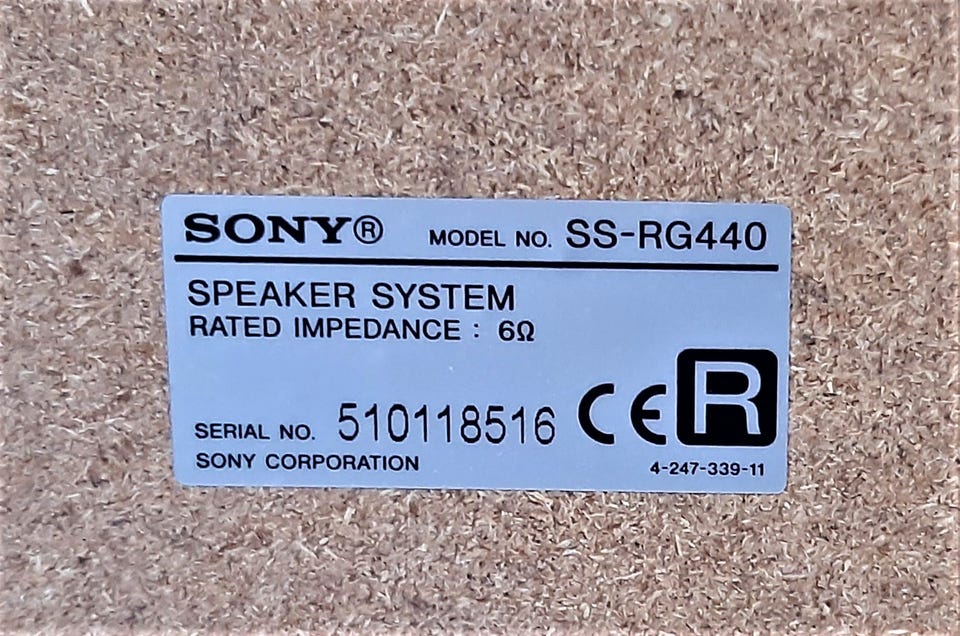 SONY® MODEL NO. SS-RG440
SPEAKER SYSTEM
RATED IMPEDANCE : 6Ω
SERIAL NO. 510118516
CE R
SONY CORPORATION
4-247-339-11